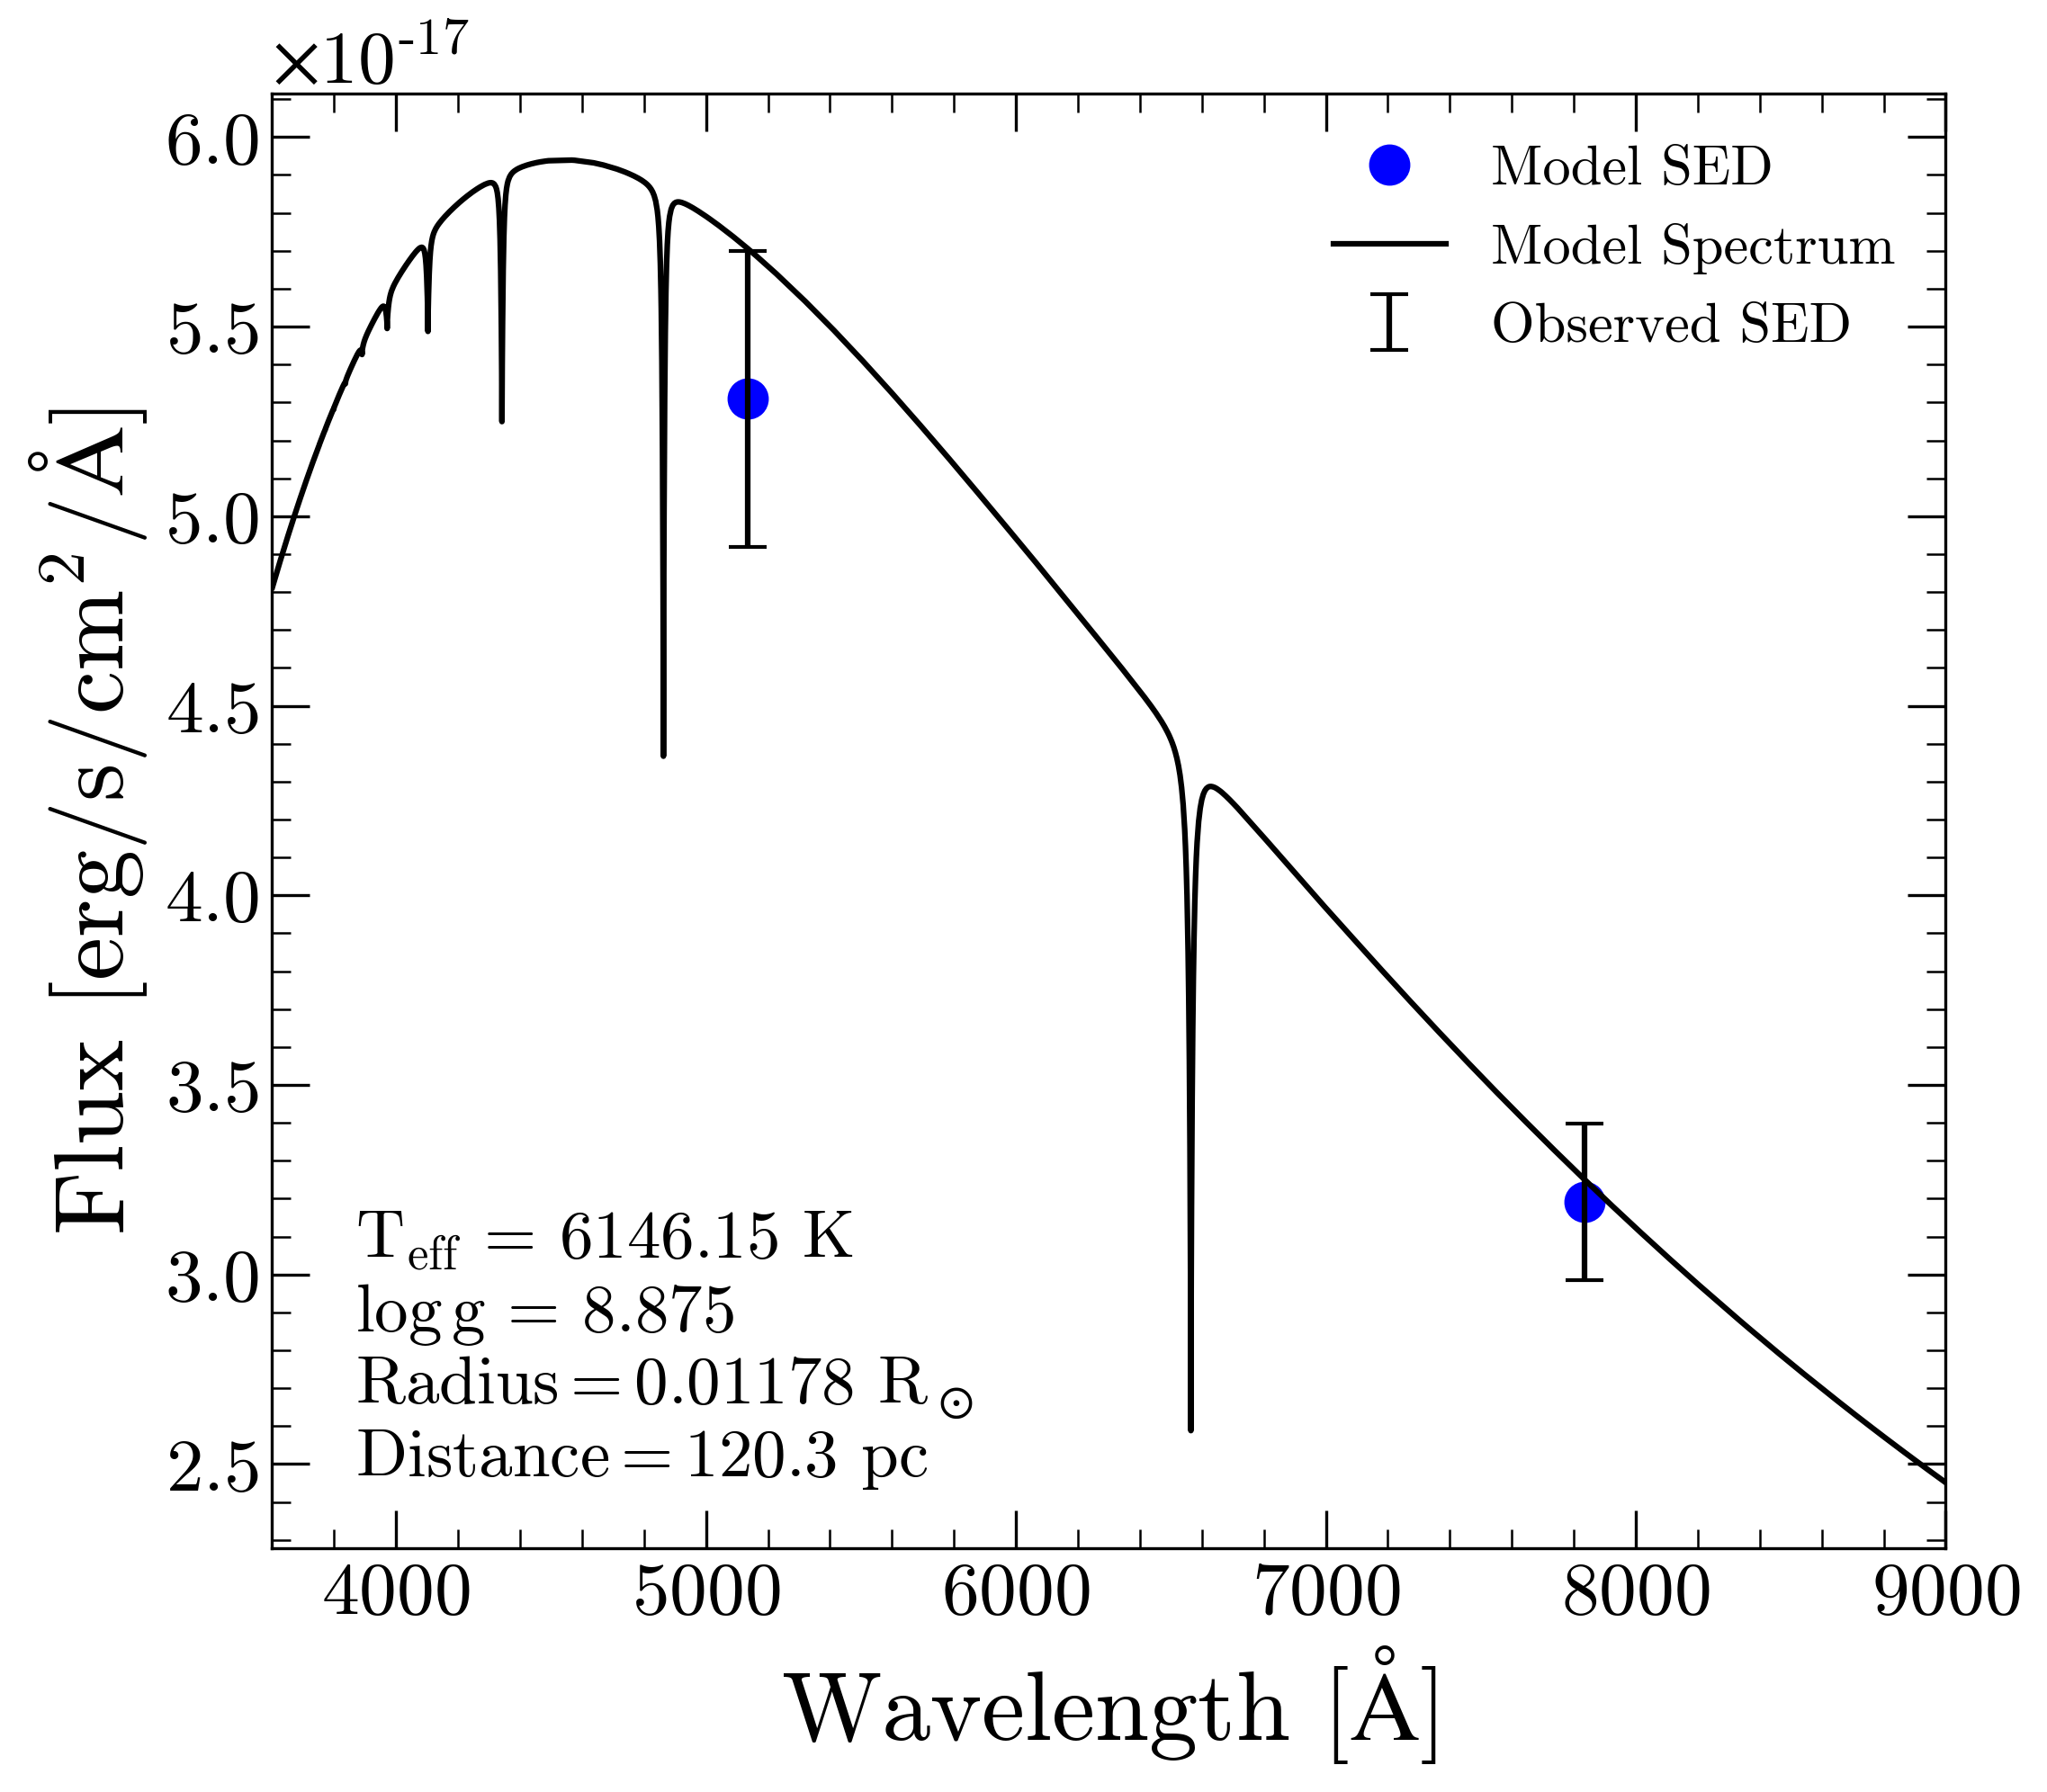 ×10⁻¹⁷
6.0
5.5
5.0
4.5
4.0
3.5
3.0
2.5
Flux [erg/s/cm²/Å]
Model SED
Model Spectrum
Observed SED
T_eff = 6146.15 K
log g = 8.875
Radius = 0.01178 R_⊙
Distance = 120.3 pc
4000 5000 6000 7000 8000 9000
Wavelength [Å]